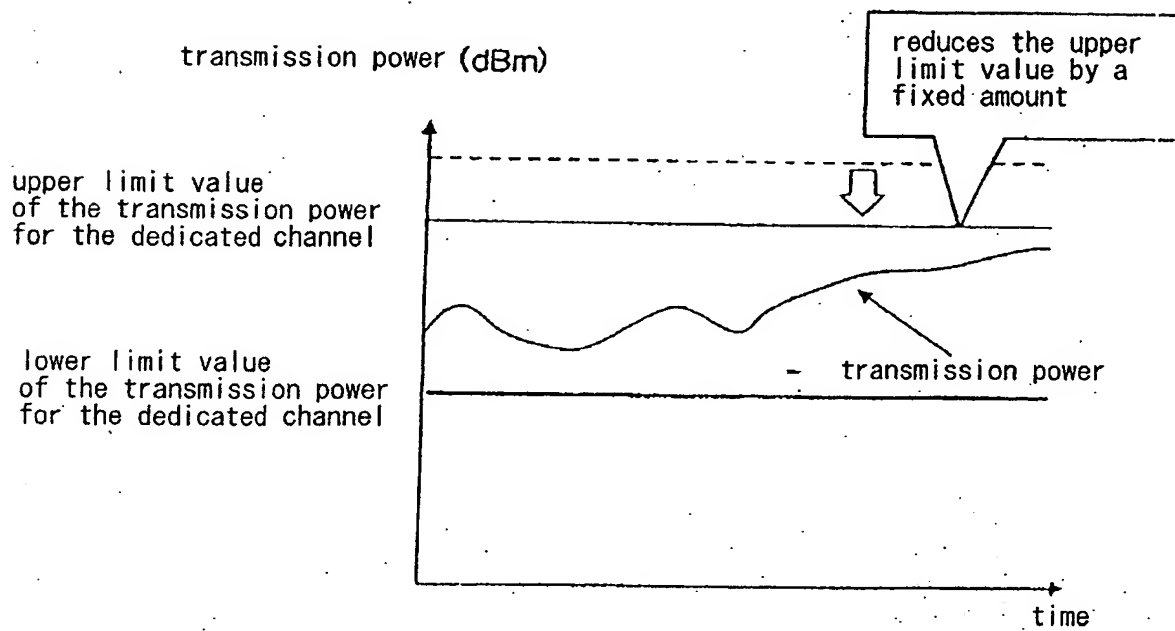 transmission power (dBm)
reduces the upper
limit value by a
fixed amount
upper limit value
of the transmission power
for the dedicated channel
lower limit value
of the transmission power
for the dedicated channel
transmission power
time